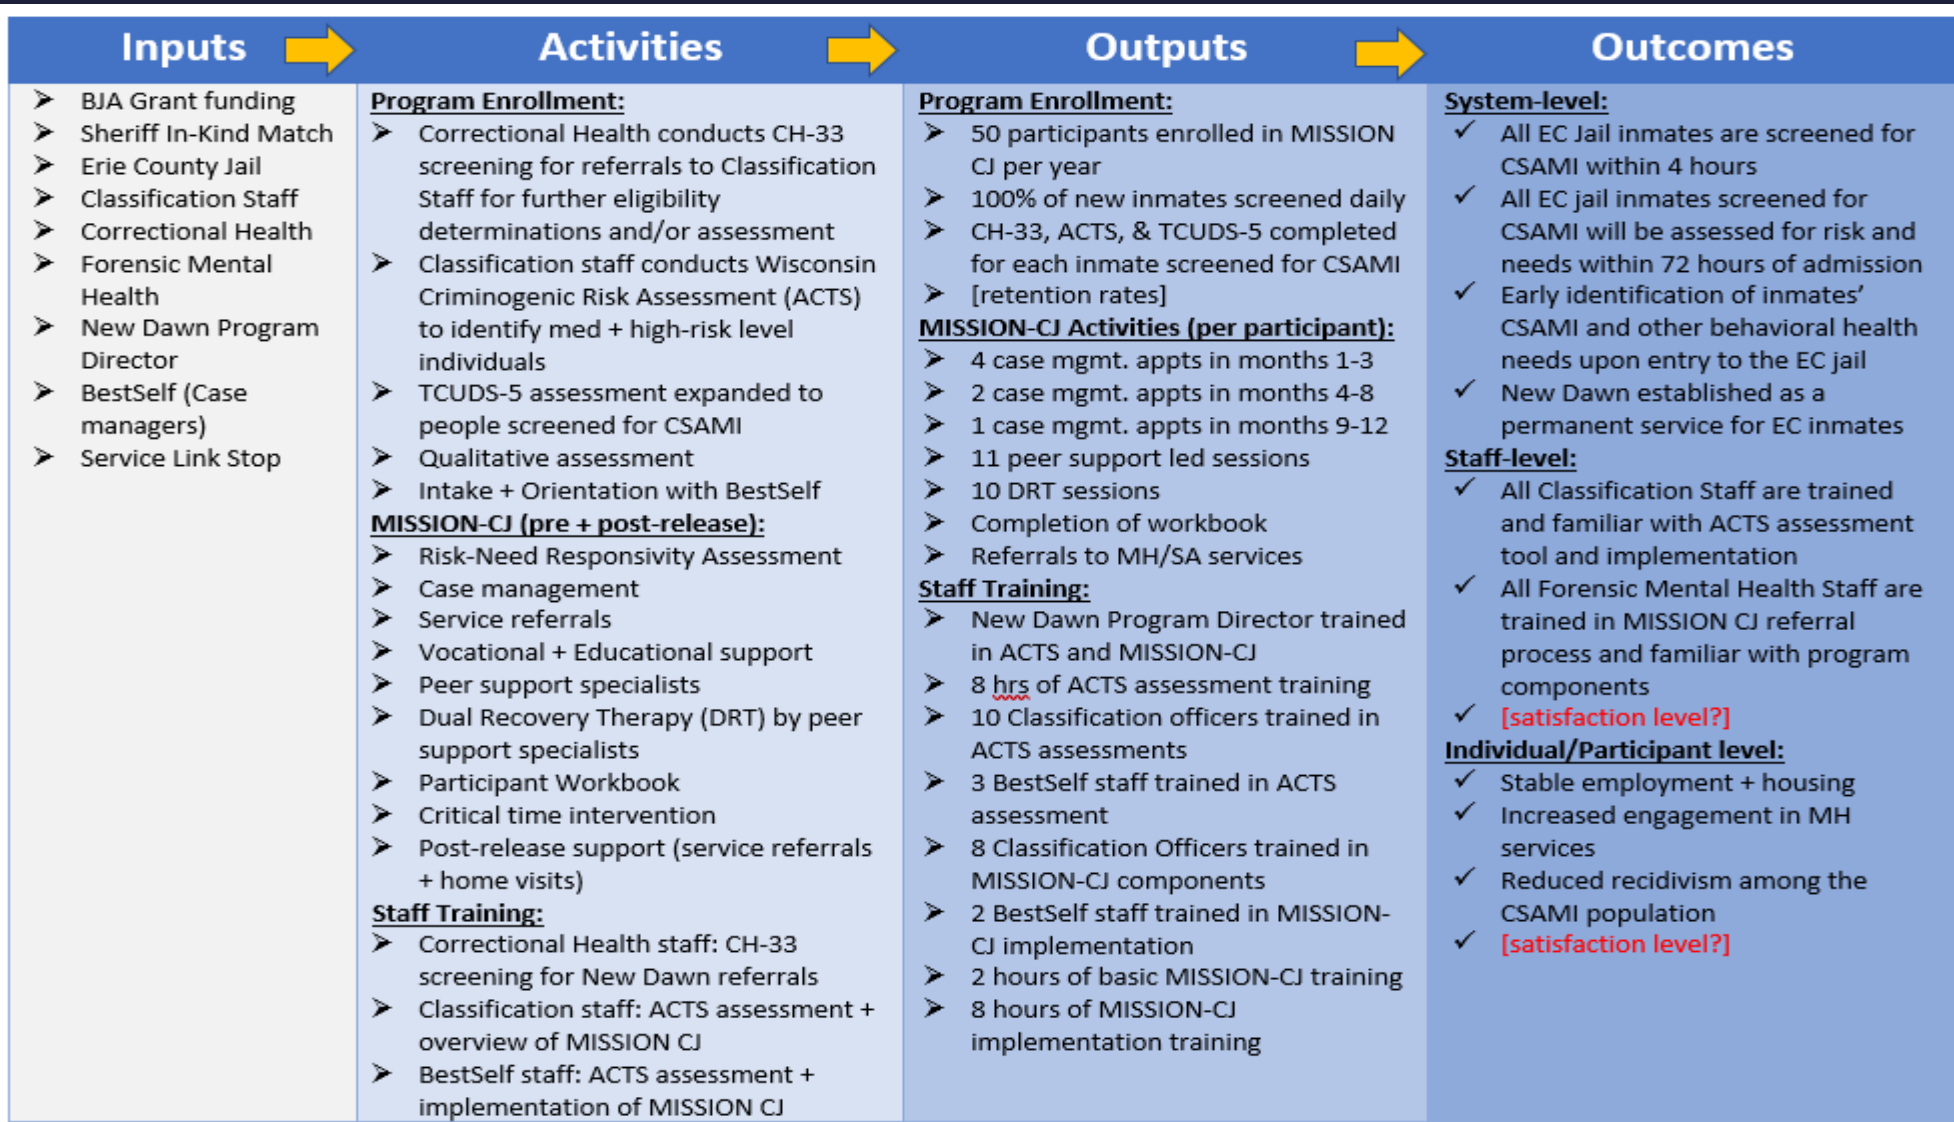 Inputs
Activities
Outputs
Outcomes
BJA Grant funding
Sheriff In-Kind Match
Erie County Jail
Classification Staff
Correctional Health
Forensic Mental
Health
New Dawn Program
Director
BestSelf (Case
managers)
Service Link Stop
Program Enrollment:
Correctional Health conducts CH-33
screening for referrals to Classification
Staff for further eligibility
determinations and/or assessment
Classification staff conducts Wisconsin
Criminogenic Risk Assessment (ACTS)
to identify med + high-risk level
individuals
TCUDS-5 assessment expanded to
people screened for CSAMI
Qualitative assessment
Intake + Orientation with BestSelf
MISSION-CJ (pre + post-release):
Risk-Need Responsivity Assessment
Case management
Service referrals
Vocational + Educational support
Peer support specialists
Dual Recovery Therapy (DRT) by peer
support specialists
Participant Workbook
Critical time intervention
Post-release support (service referrals
+ home visits)
Staff Training:
Correctional Health staff: CH-33
screening for New Dawn referrals
Classification staff: ACTS assessment +
overview of MISSION CJ
BestSelf staff: ACTS assessment +
implementation of MISSION CJ
Program Enrollment:
50 participants enrolled in MISSION
CJ per year
100% of new inmates screened daily
CH-33, ACTS, & TCUDS-5 completed
for each inmate screened for CSAMI
[retention rates]
MISSION-CJ Activities (per participant):
4 case mgmt. appts in months 1-3
2 case mgmt. appts in months 4-8
1 case mgmt. appts in months 9-12
11 peer support led sessions
10 DRT sessions
Completion of workbook
Referrals to MH/SA services
Staff Training:
New Dawn Program Director trained
in ACTS and MISSION-CJ
8 hrs of ACTS assessment training
10 Classification officers trained in
ACTS assessments
3 BestSelf staff trained in ACTS
assessment
8 Classification Officers trained in
MISSION-CJ components
2 BestSelf staff trained in MISSION-
CJ implementation
2 hours of basic MISSION-CJ training
8 hours of MISSION-CJ
implementation training
System-level:
All EC Jail inmates are screened for
CSAMI within 4 hours
All EC jail inmates screened for
CSAMI will be assessed for risk and
needs within 72 hours of admission
Early identification of inmates'
CSAMI and other behavioral health
needs upon entry to the EC jail
New Dawn established as a
permanent service for EC inmates
Staff-level:
All Classification Staff are trained
and familiar with ACTS assessment
tool and implementation
All Forensic Mental Health Staff are
trained in MISSION CJ referral
process and familiar with program
components
[satisfaction level?]
Individual/Participant level:
Stable employment + housing
Increased engagement in MH
services
Reduced recidivism among the
CSAMI population
[satisfaction level?]